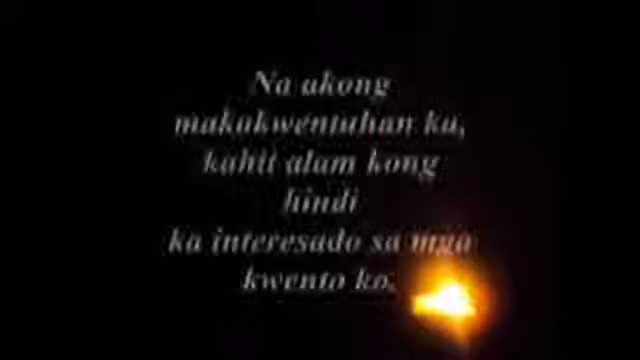 Na akong
makakwentuhan ka,
kahit alam kong
hindi
ka interesado sa mga
kwento ko.